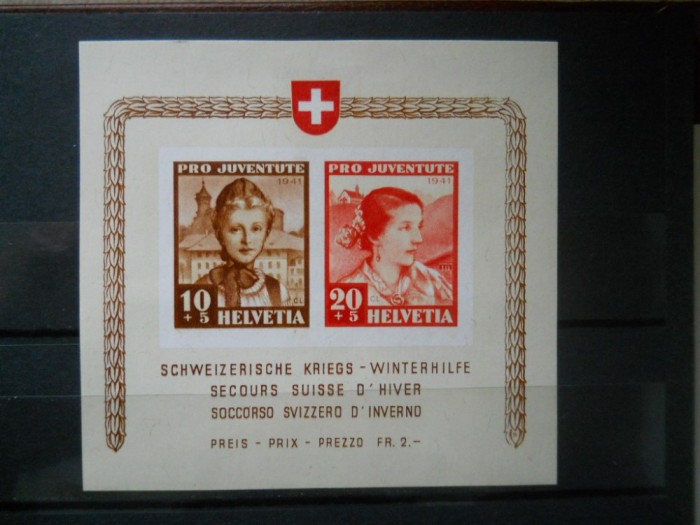 PRO JUVENTUTE
1941
10
+ 5
HELVETIA
PRO JUVENTUTE
1941
20
+ 5
HELVETIA
SCHWEIZERISCHE KRIEGS - WINTERHILFE
SECOURS SUISSE D'HIVER
SOCCORSO SVIZZERO D'INVERNO
PREIS - PRIX - PREZZO FR. 2.-